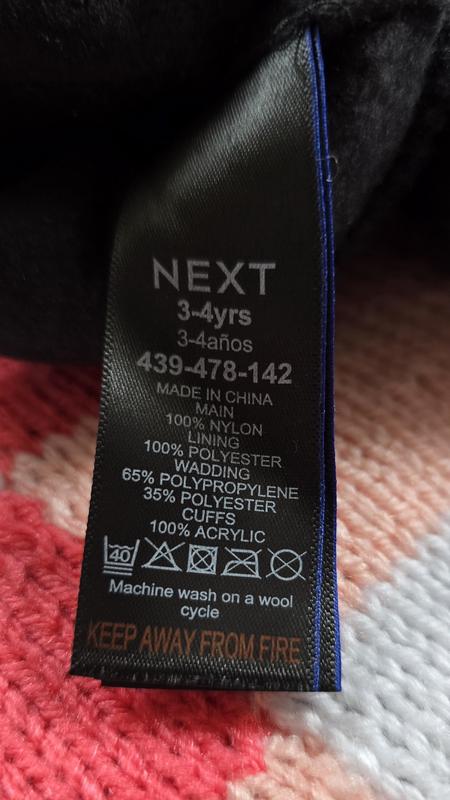 NEXT
3-4yrs
3-4años
439-478-142
MADE IN CHINA
MAIN
100% NYLON
LINING
100% POLYESTER
WADDING
65% POLYPROPYLENE
35% POLYESTER
CUFFS
100% ACRYLIC
40
Machine wash on a wool
cycle
KEEP AWAY FROM FIRE